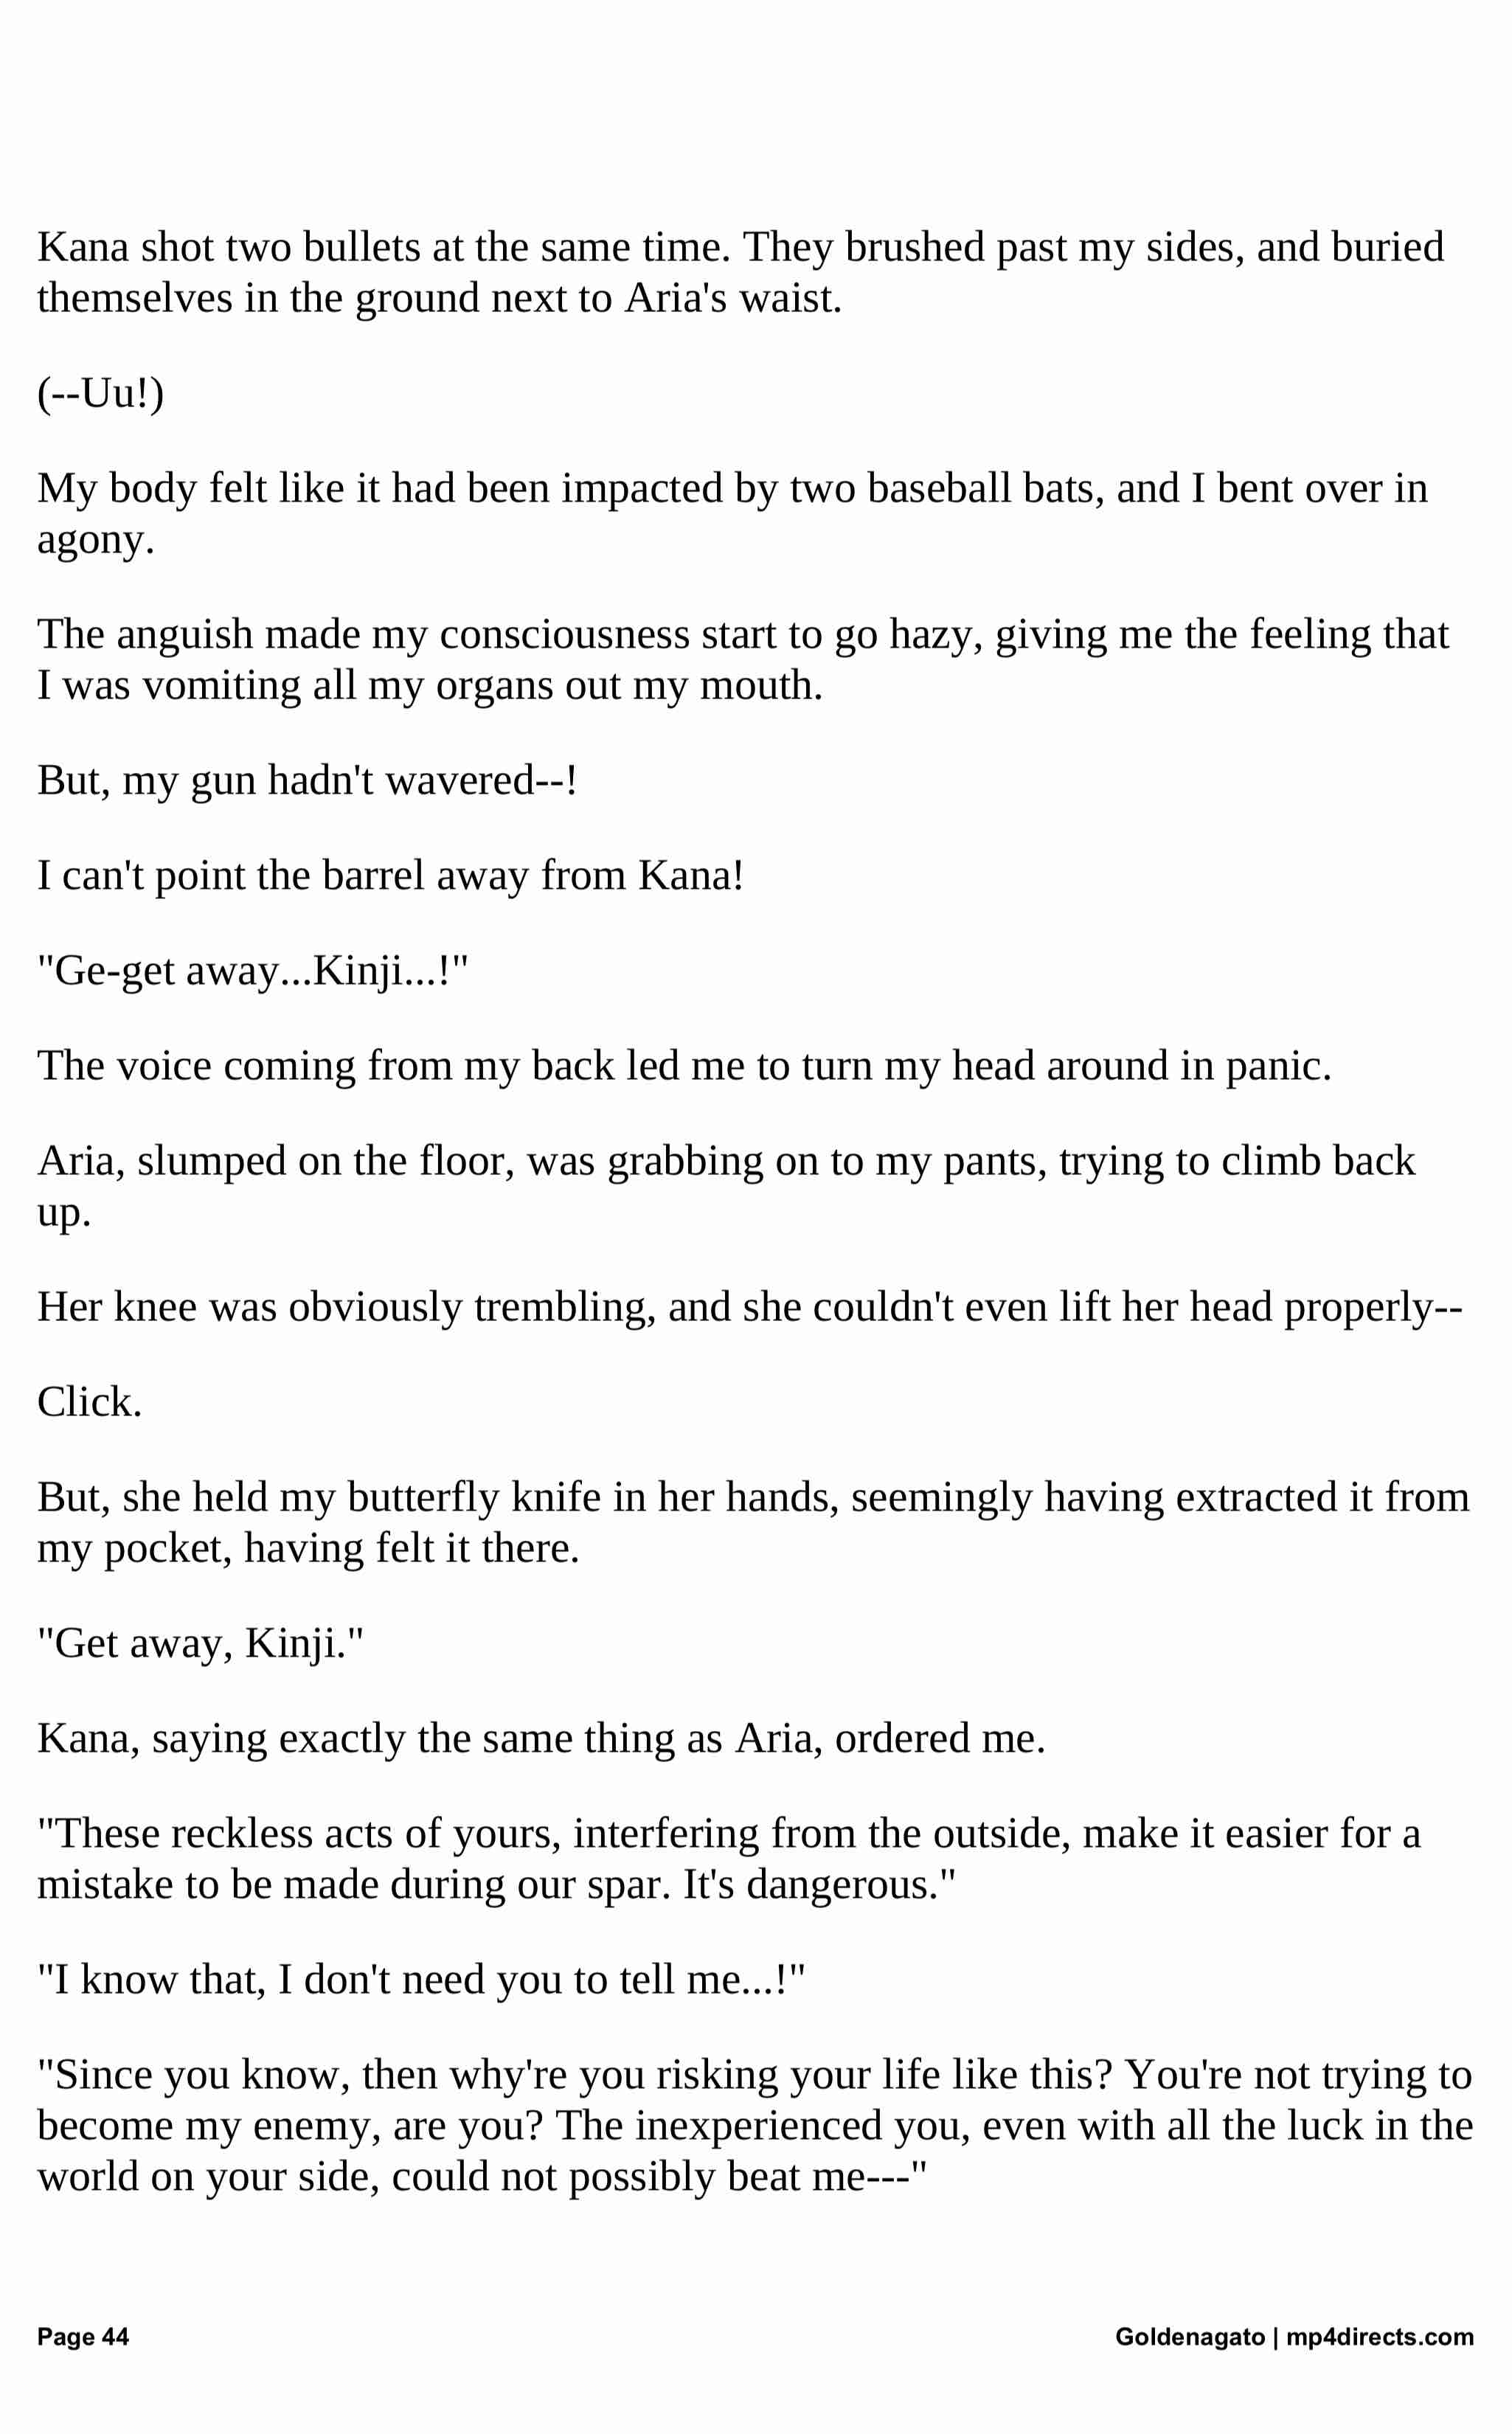 Kana shot two bullets at the same time. They brushed past my sides, and buried
themselves in the ground next to Aria's waist.
(--Uu!)
My body felt like it had been impacted by two baseball bats, and I bent over in
agony.
The anguish made my consciousness start to go hazy, giving me the feeling that
I was vomiting all my organs out my mouth.
But, my gun hadn't wavered--!
I can't point the barrel away from Kana!
"Ge-get away...Kinji...!"
The voice coming from my back led me to turn my head around in panic.
Aria, slumped on the floor, was grabbing on to my pants, trying to climb back
up.
Her knee was obviously trembling, and she couldn't even lift her head properly--
Click.
But, she held my butterfly knife in her hands, seemingly having extracted it from
my pocket, having felt it there.
"Get away, Kinji."
Kana, saying exactly the same thing as Aria, ordered me.
"These reckless acts of yours, interfering from the outside, make it easier for a
mistake to be made during our spar. It's dangerous."
"I know that, I don't need you to tell me...!"
"Since you know, then why're you risking your life like this? You're not trying to
become my enemy, are you? The inexperienced you, even with all the luck in the
world on your side, could not possibly beat me---"
Page 44
Goldenagato | mp4directs.com